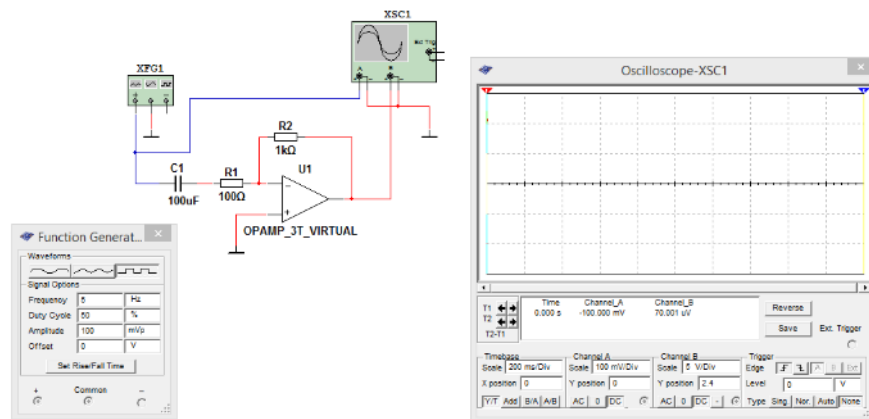 XSC1
Ext Trig
A B
XFG1
R2
1kΩ
C1
100uF
R1
100Ω
U1
OPAMP_3T_VIRTUAL
Function Generat...
Waveforms
Signal Options
Frequency 5 Hz
Duty Cycle 50 %
Amplitude 100 mVp
Offset 0 V
Set Rise/Fall Time
+ Common −
Oscilloscope-XSC1
T1
T2
T2-T1
Time Channel_A Channel_B
0.000 s -100.000 mV 70.001 uV
Reverse
Save
Ext. Trigger
Timebase
Scale 200 ms/Div
X position 0
Y/T Add B/A A/B
Channel A
Scale 100 mV/Div
Y position 0
AC 0 DC -
Channel B
Scale 5 V/Div
Y position 2.4
AC 0 DC -
Trigger
Edge A B Ext
Level 0 V
Type Sing. Nor. Auto None